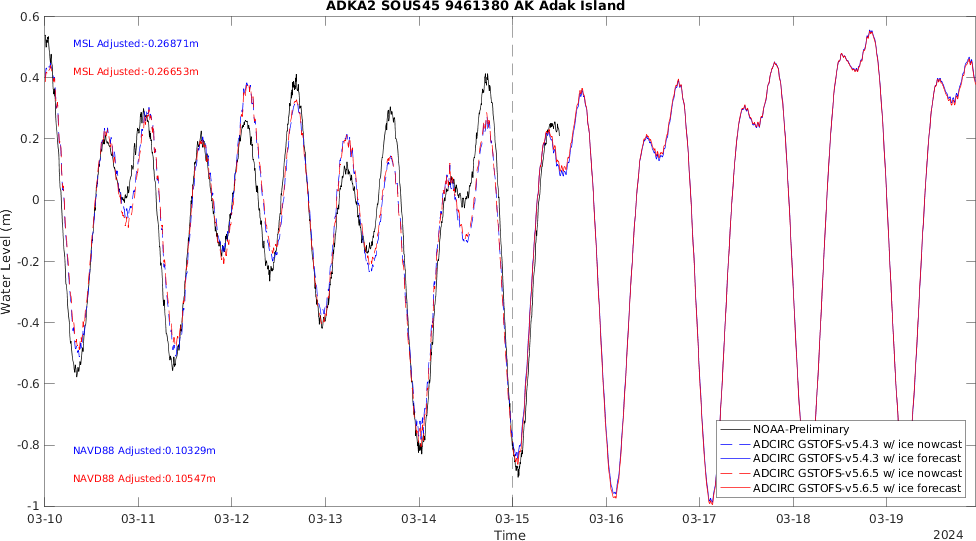 ADKA2 SOUS45 9461380 AK Adak Island
0.6
0.4
0.2
0
-0.2
-0.4
-0.6
-0.8
-1
Water Level (m)
MSL Adjusted:-0.26871m
MSL Adjusted:-0.26653m
NAVD88 Adjusted:0.10329m
NAVD88 Adjusted:0.10547m
NOAA-Preliminary
ADCIRC GSTOFS-v5.4.3 w/ ice nowcast
ADCIRC GSTOFS-v5.4.3 w/ ice forecast
ADCIRC GSTOFS-v5.6.5 w/ ice nowcast
ADCIRC GSTOFS-v5.6.5 w/ ice forecast
03-10 03-11 03-12 03-13 03-14 03-15 03-16 03-17 03-18 03-19
Time
2024